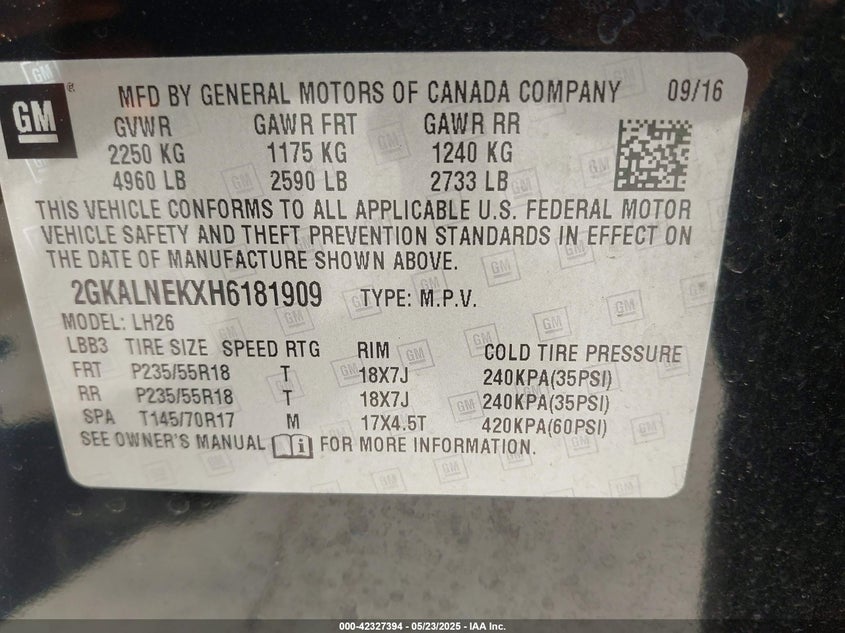 GM ®
MFD BY GENERAL MOTORS OF CANADA COMPANY 09/16
GVWR GAWR FRT GAWR RR
2250 KG 1175 KG 1240 KG
4960 LB 2590 LB 2733 LB
THIS VEHICLE CONFORMS TO ALL APPLICABLE U.S. FEDERAL MOTOR
VEHICLE SAFETY AND THEFT PREVENTION STANDARDS IN EFFECT ON
THE DATE OF MANUFACTURE SHOWN ABOVE.
2GKALNEKXH6181909 TYPE: M.P.V.
MODEL: LH26
LBB3 TIRE SIZE SPEED RTG RIM COLD TIRE PRESSURE
FRT P235/55R18 T 18X7J 240KPA(35PSI)
RR P235/55R18 T 18X7J 240KPA(35PSI)
SPA T145/70R17 M 17X4.5T 420KPA(60PSI)
SEE OWNER'S MANUAL i FOR MORE INFORMATION.
000-42327394 - 05/23/2025 - IAA Inc.